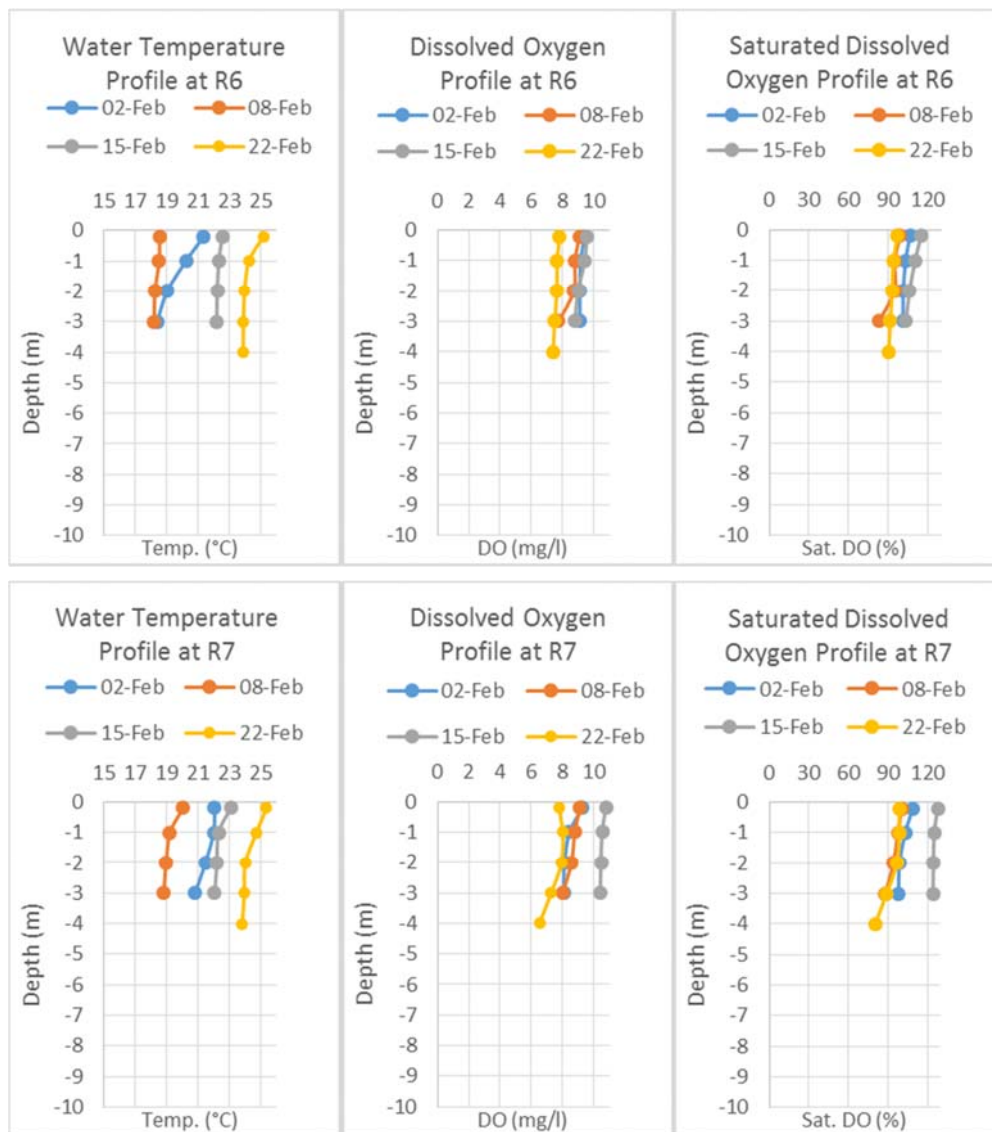 Water Temperature
Profile at R6
02-Feb 08-Feb
15-Feb 22-Feb
15 17 19 21 23 25
0
-1
-2
-3
-4
-5
-6
-7
-8
-9
-10
Depth (m)
Temp. (°C)
Dissolved Oxygen
Profile at R6
02-Feb 08-Feb
15-Feb 22-Feb
0 2 4 6 8 10
0
-1
-2
-3
-4
-5
-6
-7
-8
-9
-10
Depth (m)
DO (mg/l)
Saturated Dissolved
Oxygen Profile at R6
02-Feb 08-Feb
15-Feb 22-Feb
0 30 60 90 120
0
-1
-2
-3
-4
-5
-6
-7
-8
-9
-10
Depth (m)
Sat. DO (%)
Water Temperature
Profile at R7
02-Feb 08-Feb
15-Feb 22-Feb
15 17 19 21 23 25
0
-1
-2
-3
-4
-5
-6
-7
-8
-9
-10
Depth (m)
Temp. (°C)
Dissolved Oxygen
Profile at R7
02-Feb 08-Feb
15-Feb 22-Feb
0 2 4 6 8 10
0
-1
-2
-3
-4
-5
-6
-7
-8
-9
-10
Depth (m)
DO (mg/l)
Saturated Dissolved
Oxygen Profile at R7
02-Feb 08-Feb
15-Feb 22-Feb
0 30 60 90 120
0
-1
-2
-3
-4
-5
-6
-7
-8
-9
-10
Depth (m)
Sat. DO (%)